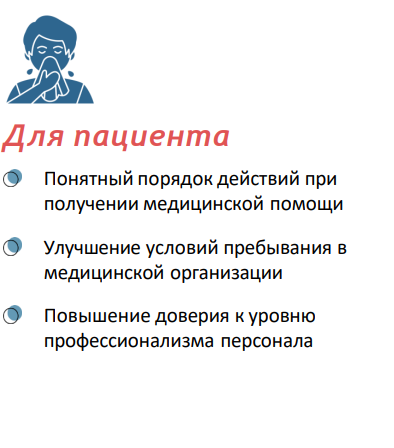 Для пациента
Понятный порядок действий при
получении медицинской помощи
Улучшение условий пребывания в
медицинской организации
Повышение доверия к уровню
профессионализма персонала